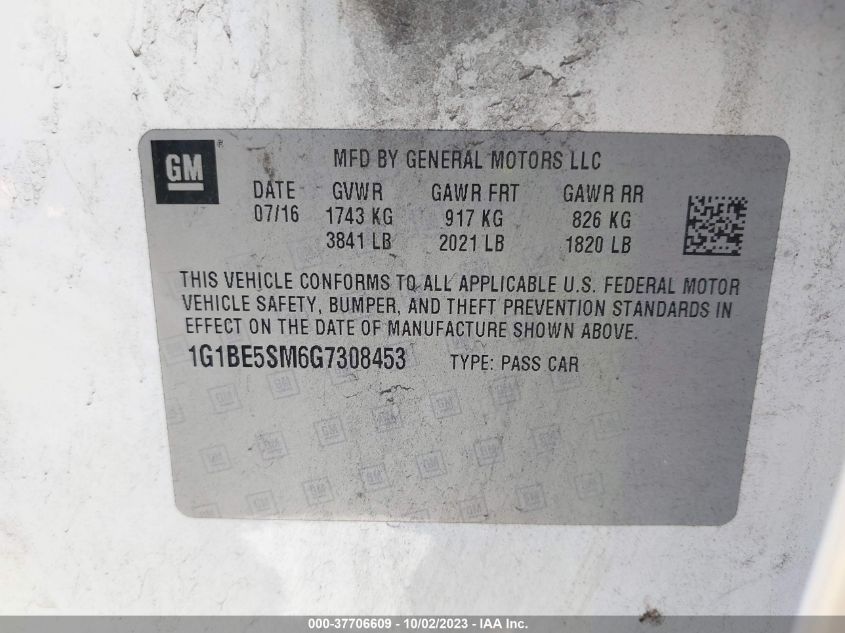 GM ®
MFD BY GENERAL MOTORS LLC
DATE GVWR GAWR FRT GAWR RR
07/16 1743 KG 917 KG 826 KG
3841 LB 2021 LB 1820 LB
THIS VEHICLE CONFORMS TO ALL APPLICABLE U.S. FEDERAL MOTOR
VEHICLE SAFETY, BUMPER, AND THEFT PREVENTION STANDARDS IN
EFFECT ON THE DATE OF MANUFACTURE SHOWN ABOVE.
1G1BE5SM6G7308453 TYPE: PASS CAR
000-37706609 - 10/02/2023 - IAA Inc.